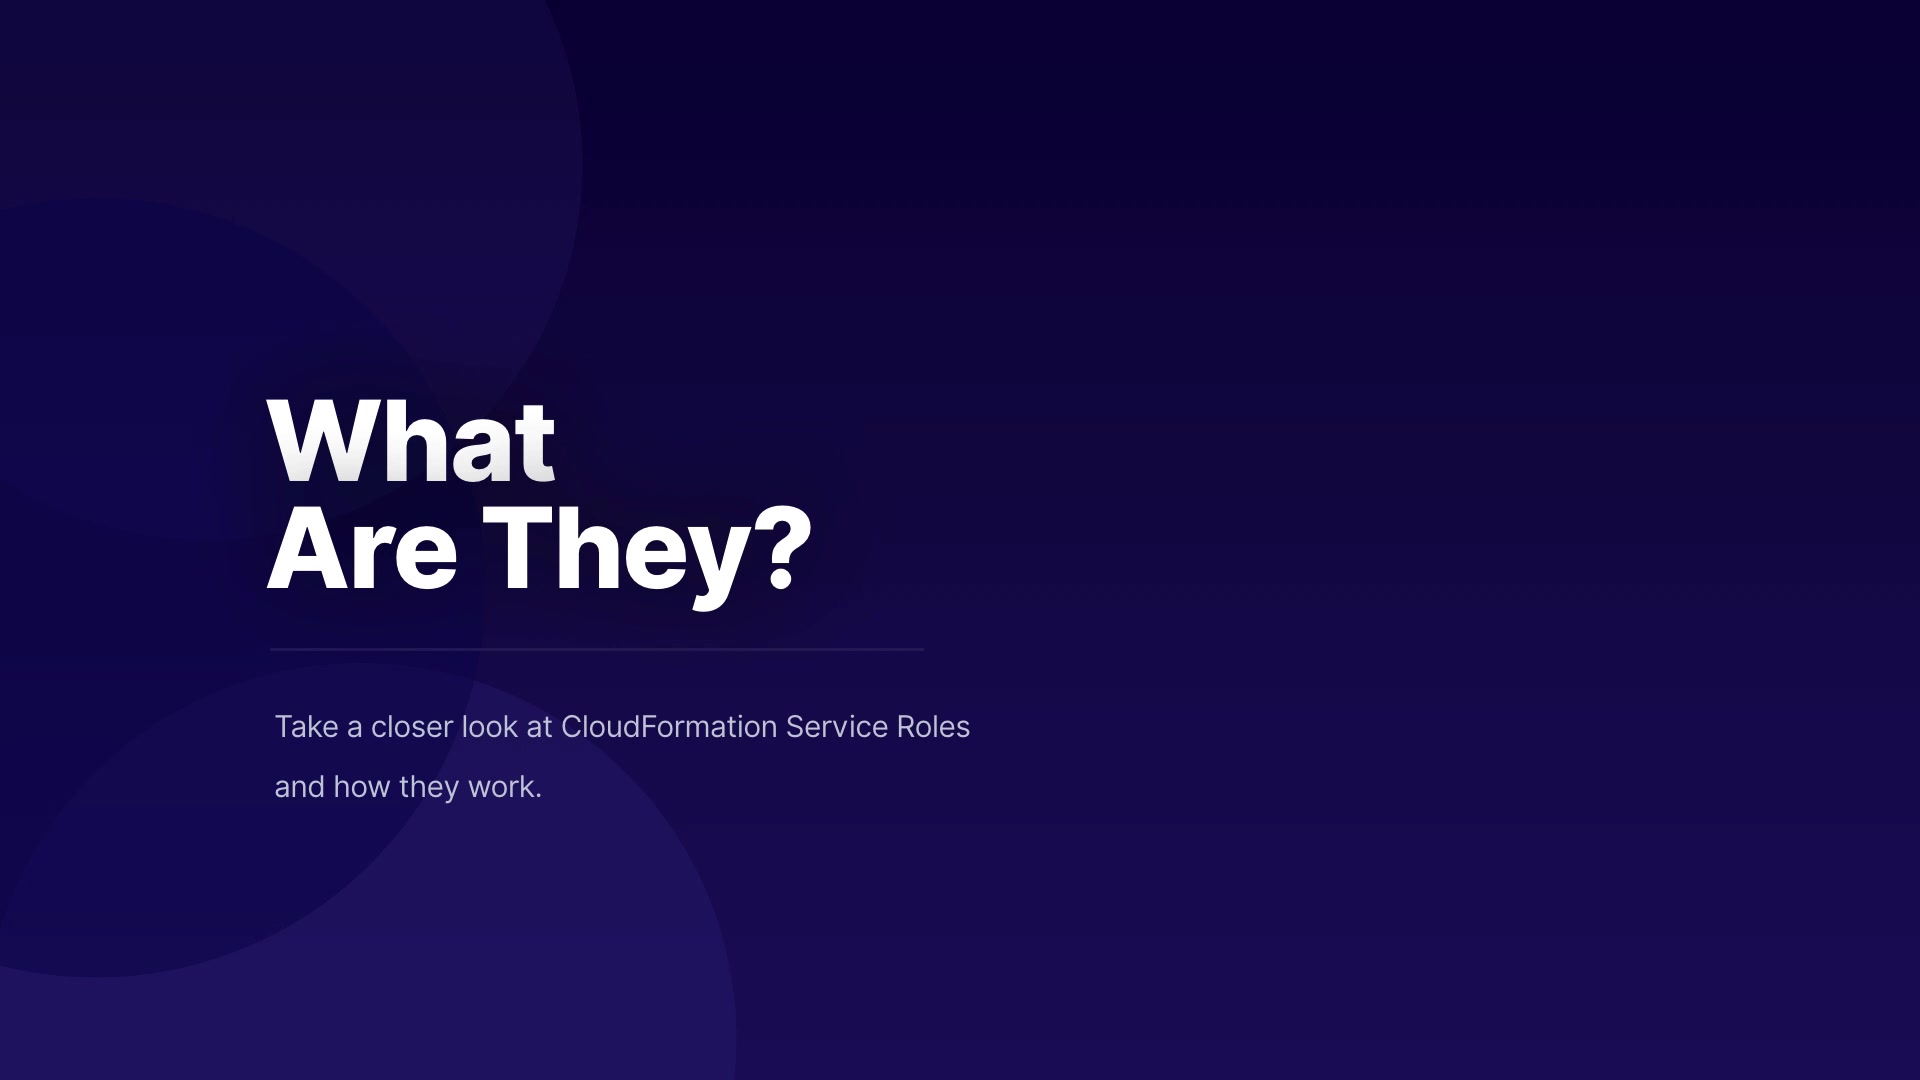 What
Are They?
Take a closer look at CloudFormation Service Roles
and how they work.